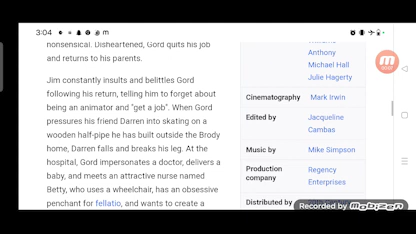 3:04
m
nonsensical. Disheartened, Gord quits his job
and returns to his parents.
Jim constantly insults and belittles Gord
following his return, telling him to forget about
being an animator and "get a job". When Gord
pressures his friend Darren into skating on a
wooden half-pipe he has built outside the Brody
home, Darren falls and breaks his leg. At the
hospital, Gord impersonates a doctor, delivers a
baby, and meets an attractive nurse named
Betty, who uses a wheelchair, has an obsessive
penchant for fellatio, and wants to create a
Anthony
Michael Hall
Julie Hagerty
Cinematography Mark Irwin
Edited by Jacqueline
Cambas
Music by Mike Simpson
Production Regency
company Enterprises
Distributed by
Recorded by MOBIZEN